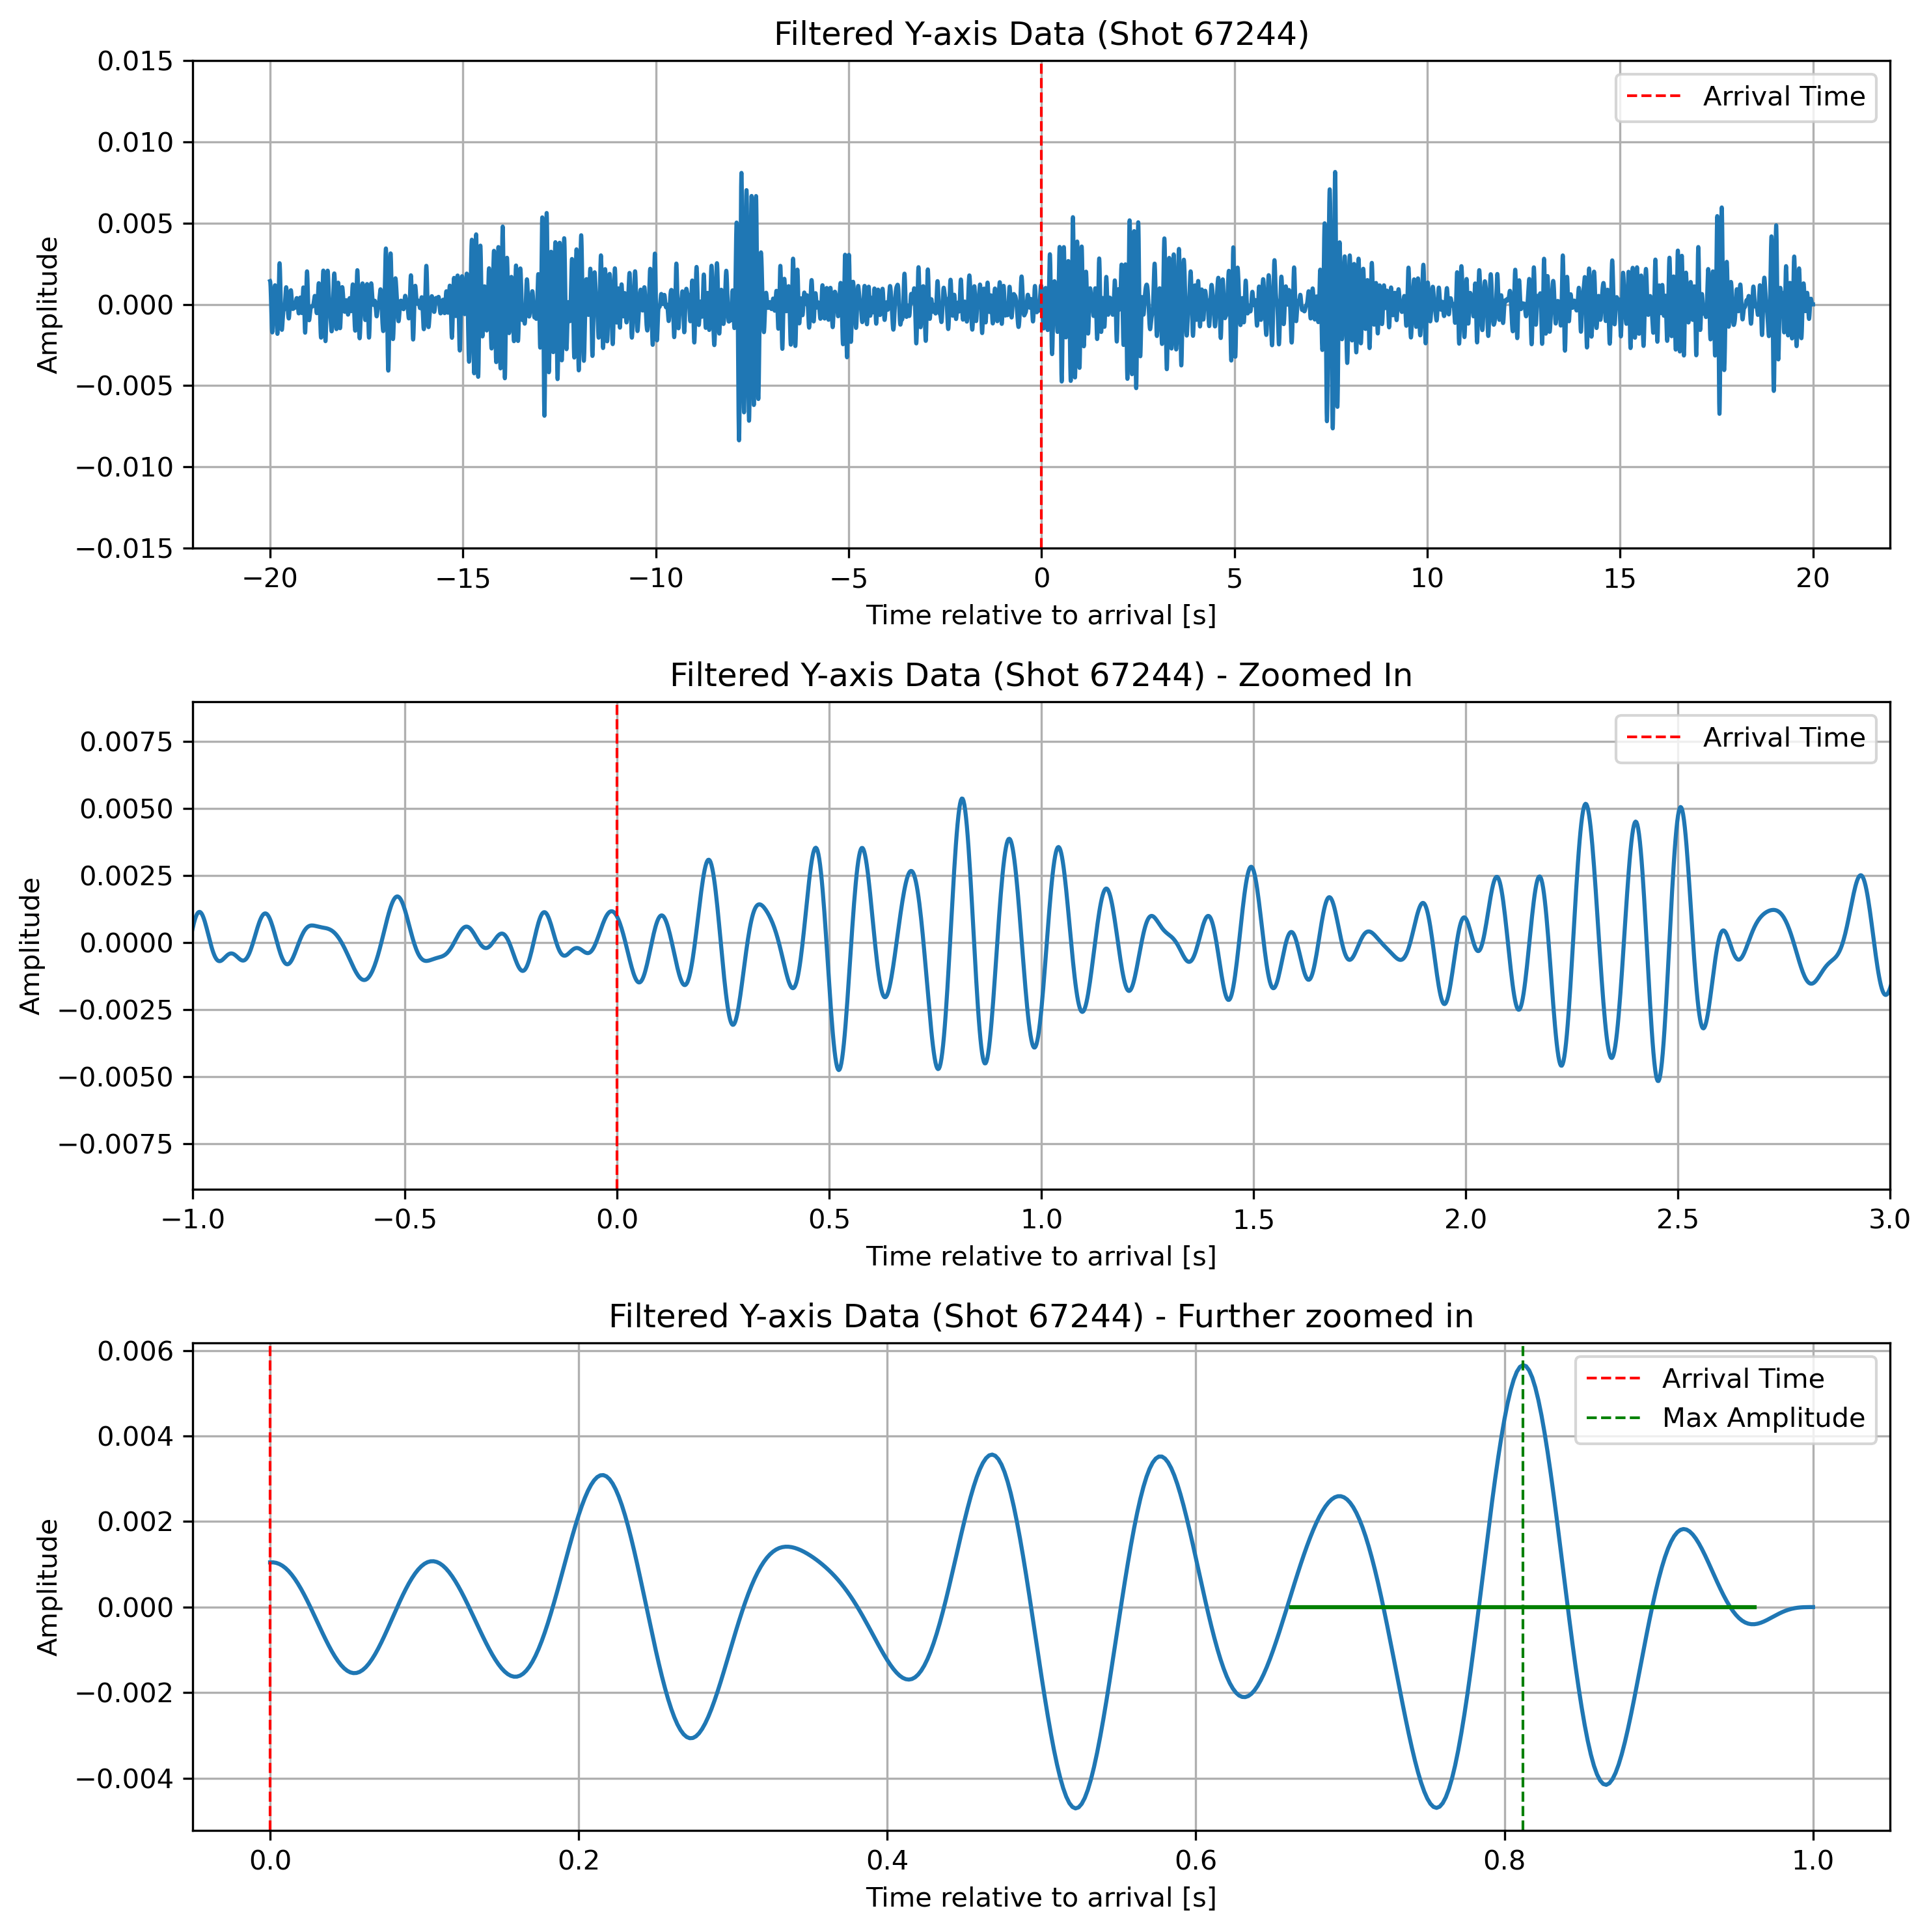 Filtered Y-axis Data (Shot 67244)
0.015
0.010
0.005
0.000
−0.005
−0.010
−0.015
Amplitude
Arrival Time
−20 −15 −10 −5 0 5 10 15 20
Time relative to arrival [s]
Filtered Y-axis Data (Shot 67244) - Zoomed In
0.0075
0.0050
0.0025
0.0000
−0.0025
−0.0050
−0.0075
Amplitude
Arrival Time
−1.0 −0.5 0.0 0.5 1.0 1.5 2.0 2.5 3.0
Time relative to arrival [s]
Filtered Y-axis Data (Shot 67244) - Further zoomed in
0.006
0.004
0.002
0.000
−0.002
−0.004
Amplitude
Arrival Time
Max Amplitude
0.0 0.2 0.4 0.6 0.8 1.0
Time relative to arrival [s]